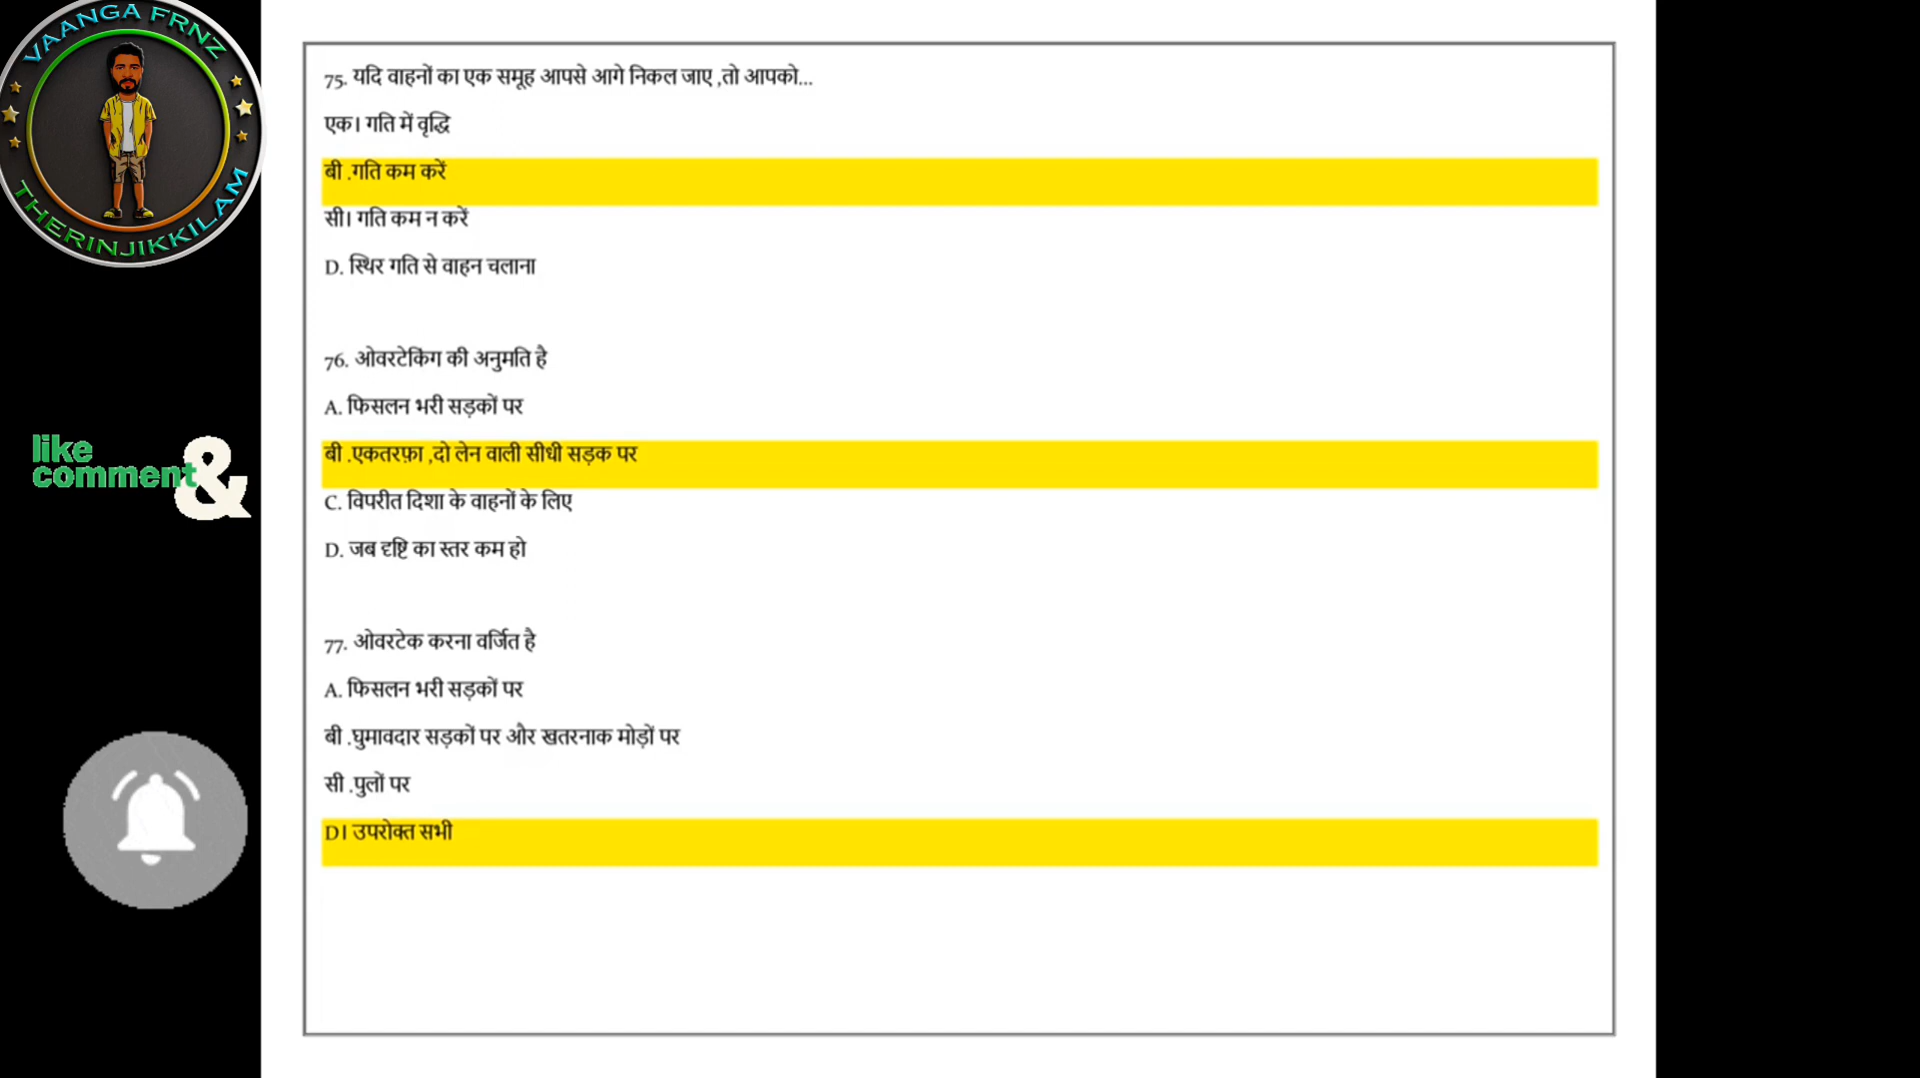 VAANGA FRNZ
THERINJIKKILAM
like
comment &
75. यदि वाहनों का एक समूह आपसे आगे निकल जाए ,तो आपको...
एक। गति में वृद्धि
बी .गति कम करें
सी। गति कम न करें
D. स्थिर गति से वाहन चलाना
76. ओवरटेकिंग की अनुमति है
A. फिसलन भरी सड़कों पर
बी .एकतरफ़ा ,दो लेन वाली सीधी सड़क पर
C. विपरीत दिशा के वाहनों के लिए
D. जब दृष्टि का स्तर कम हो
77. ओवरटेक करना वर्जित है
A. फिसलन भरी सड़कों पर
बी .घुमावदार सड़कों पर और खतरनाक मोड़ों पर
सी .पुलों पर
D। उपरोक्त सभी